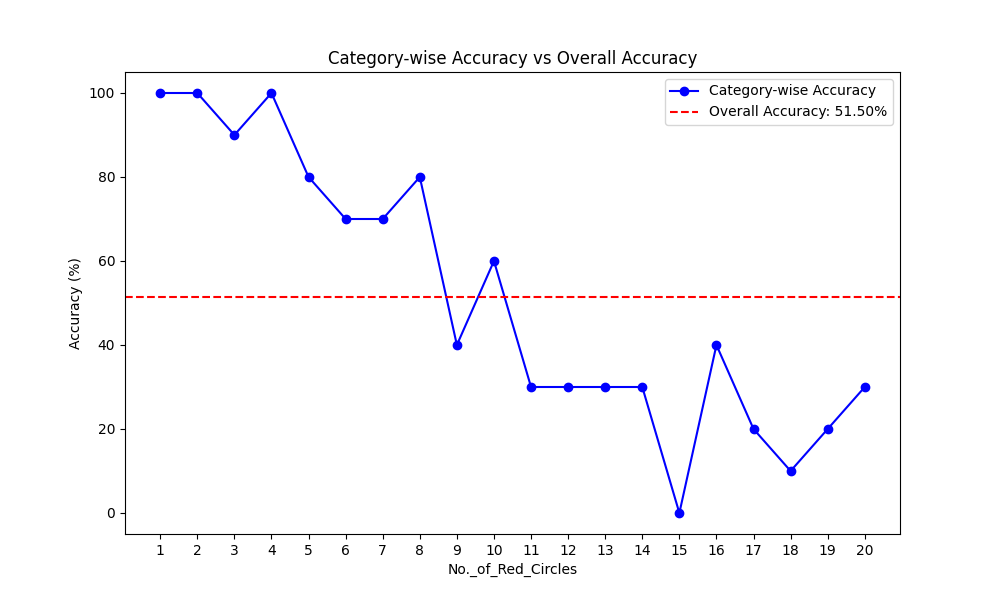 Category-wise Accuracy vs Overall Accuracy
Category-wise Accuracy
Overall Accuracy: 51.50%
100
80
60
40
20
0
Accuracy (%)
1 2 3 4 5 6 7 8 9 10 11 12 13 14 15 16 17 18 19 20
No._of_Red_Circles